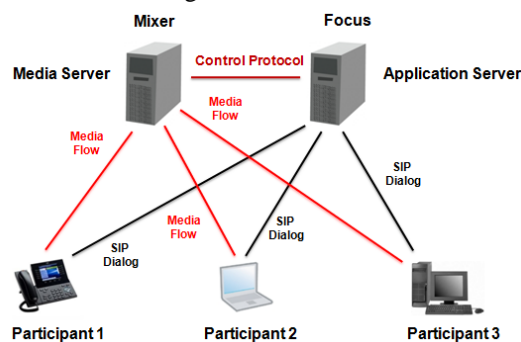 Mixer
Focus
Control Protocol
Media Server
Application Server
Media
Flow
Media
Flow
SIP
Dialog
Media
Flow
SIP
Dialog
SIP
Dialog
Participant 1
Participant 2
Participant 3